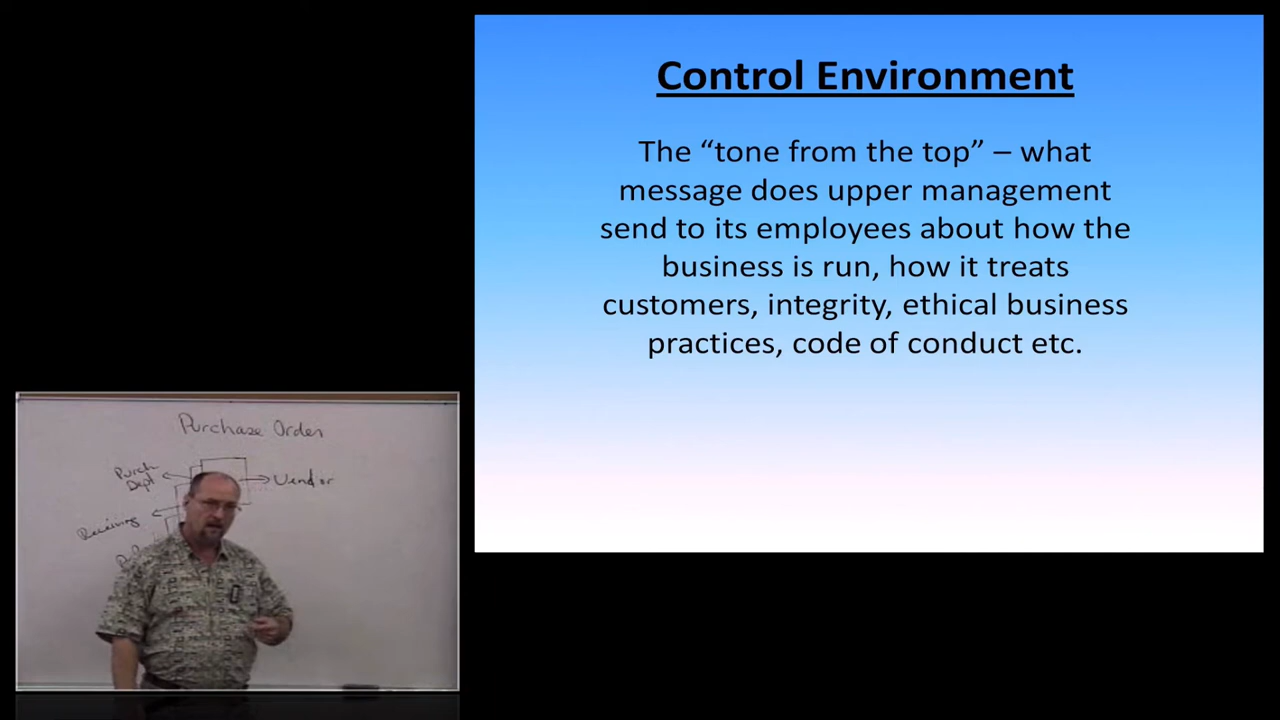 Control Environment
The “tone from the top” – what
message does upper management
send to its employees about how the
business is run, how it treats
customers, integrity, ethical business
practices, code of conduct etc.
Purchase Order
Purch
Dept
Vendor
Receiving